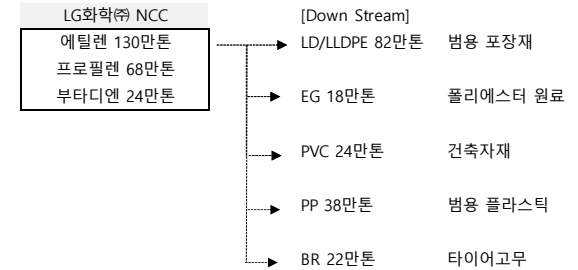 LG화학㈜ NCC
에틸렌 130만톤
프로필렌 68만톤
부타디엔 24만톤
[Down Stream]
LD/LLDPE 82만톤 범용 포장재
EG 18만톤 폴리에스터 원료
PVC 24만톤 건축자재
PP 38만톤 범용 플라스틱
BR 22만톤 타이어고무